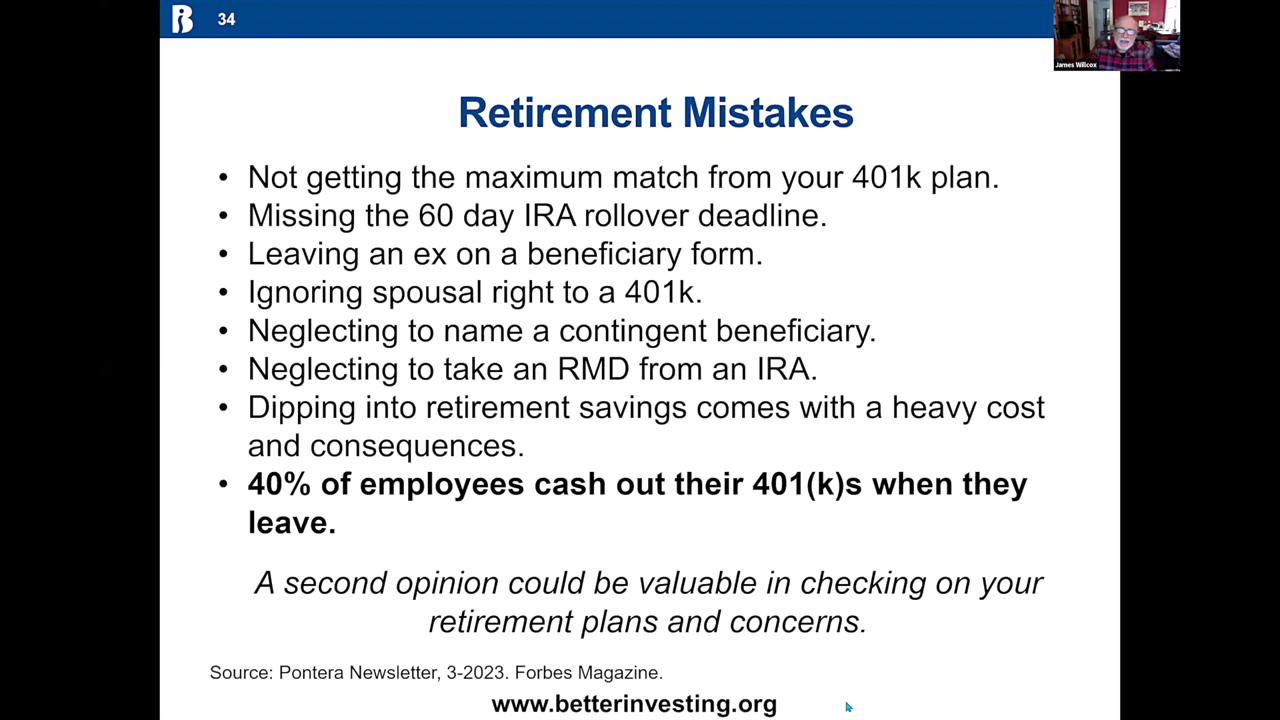 34
James Willcox
Retirement Mistakes
• Not getting the maximum match from your 401k plan.
• Missing the 60 day IRA rollover deadline.
• Leaving an ex on a beneficiary form.
• Ignoring spousal right to a 401k.
• Neglecting to name a contingent beneficiary.
• Neglecting to take an RMD from an IRA.
• Dipping into retirement savings comes with a heavy cost
and consequences.
• 40% of employees cash out their 401(k)s when they
leave.
A second opinion could be valuable in checking on your
retirement plans and concerns.
Source: Pontera Newsletter, 3-2023. Forbes Magazine.
www.betterinvesting.org